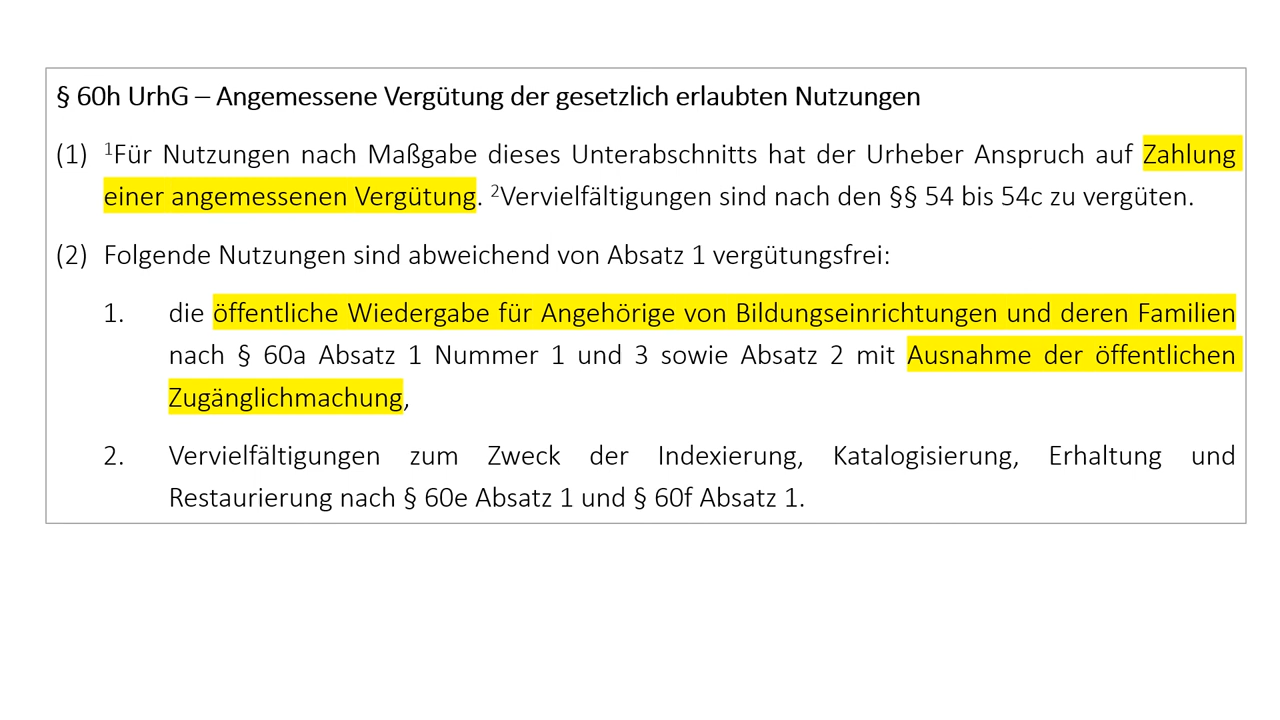 § 60h UrhG – Angemessene Vergütung der gesetzlich erlaubten Nutzungen
(1) ¹Für Nutzungen nach Maßgabe dieses Unterabschnitts hat der Urheber Anspruch auf Zahlung
einer angemessenen Vergütung. ²Vervielfältigungen sind nach den §§ 54 bis 54c zu vergüten.
(2) Folgende Nutzungen sind abweichend von Absatz 1 vergütungsfrei:
1. die öffentliche Wiedergabe für Angehörige von Bildungseinrichtungen und deren Familien
nach § 60a Absatz 1 Nummer 1 und 3 sowie Absatz 2 mit Ausnahme der öffentlichen
Zugänglichmachung,
2. Vervielfältigungen zum Zweck der Indexierung, Katalogisierung, Erhaltung und
Restaurierung nach § 60e Absatz 1 und § 60f Absatz 1.